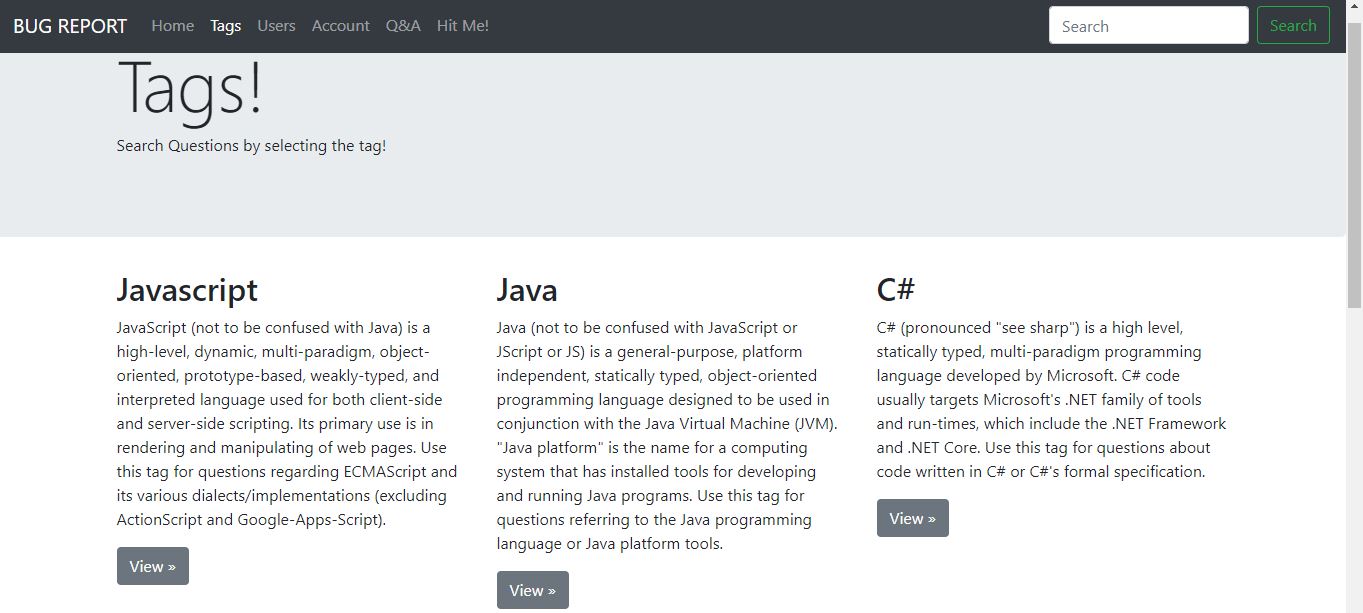 BUG REPORT Home Tags Users Account Q&A Hit Me! Search Search
Tags!
Search Questions by selecting the tag!
Javascript
JavaScript (not to be confused with Java) is a
high-level, dynamic, multi-paradigm, object-
oriented, prototype-based, weakly-typed, and
interpreted language used for both client-side
and server-side scripting. Its primary use is in
rendering and manipulating of web pages. Use
this tag for questions regarding ECMAScript and
its various dialects/implementations (excluding
ActionScript and Google-Apps-Script).
View »
Java
Java (not to be confused with JavaScript or
JScript or JS) is a general-purpose, platform
independent, statically typed, object-oriented
programming language designed to be used in
conjunction with the Java Virtual Machine (JVM).
"Java platform" is the name for a computing
system that has installed tools for developing
and running Java programs. Use this tag for
questions referring to the Java programming
language or Java platform tools.
View »
C#
C# (pronounced "see sharp") is a high level,
statically typed, multi-paradigm programming
language developed by Microsoft. C# code
usually targets Microsoft's .NET family of tools
and run-times, which include the .NET Framework
and .NET Core. Use this tag for questions about
code written in C# or C#'s formal specification.
View »